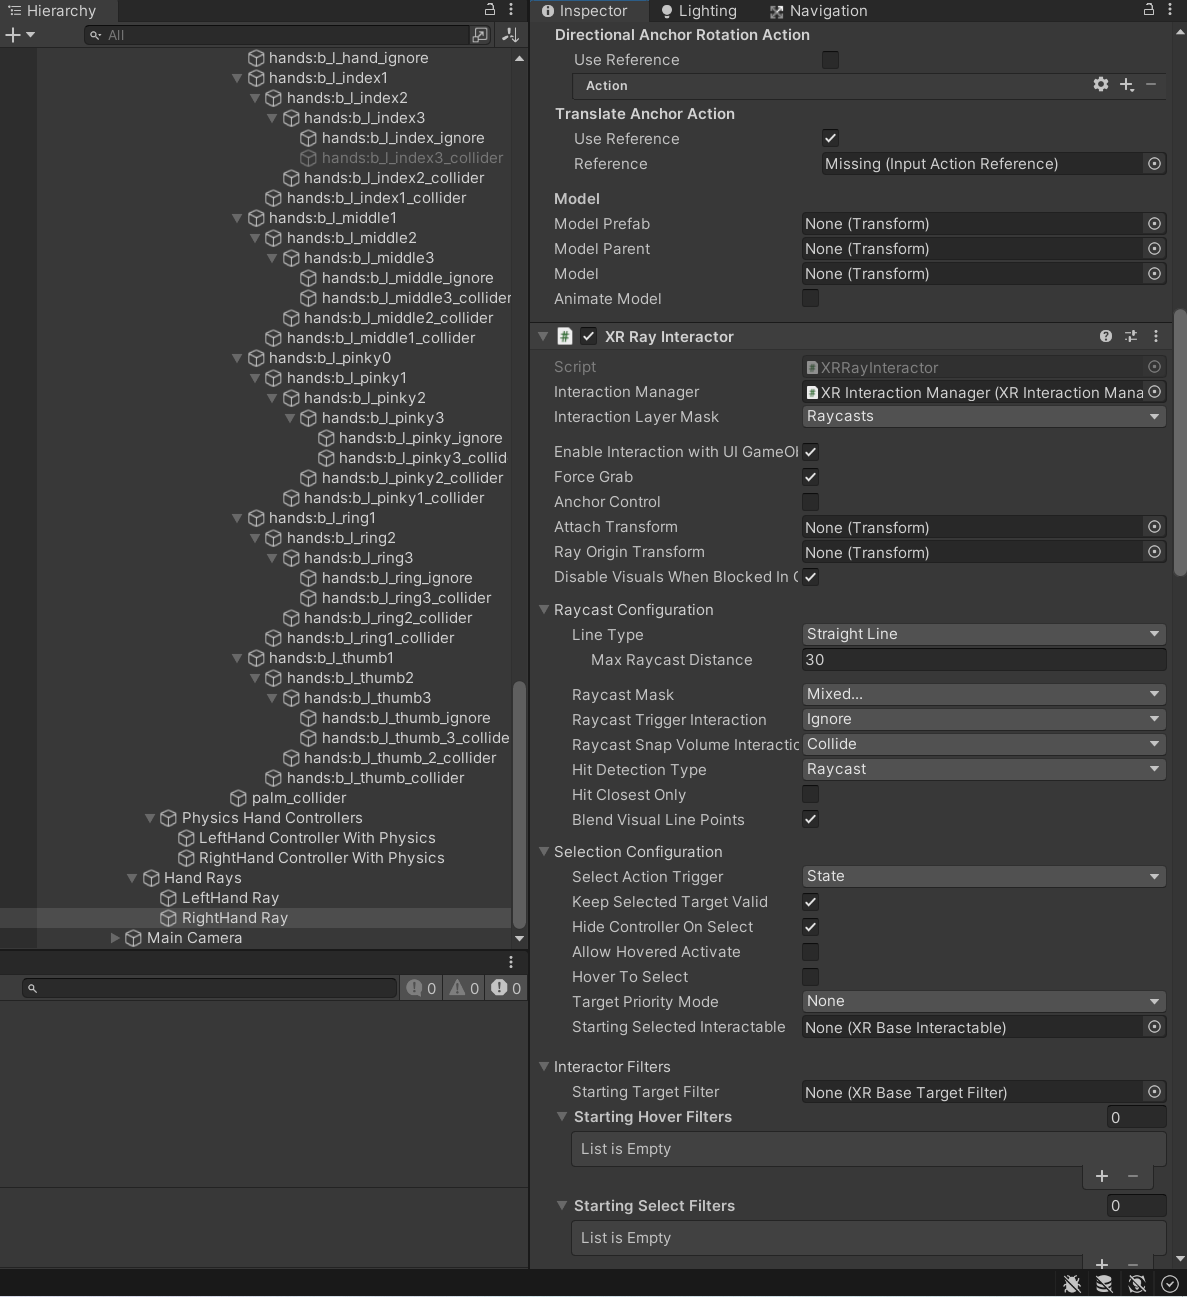 Hierarchy
All
hands:b_l_hand_ignore
hands:b_l_index1
hands:b_l_index2
hands:b_l_index3
hands:b_l_index_ignore
hands:b_l_index3_collider
hands:b_l_index2_collider
hands:b_l_index1_collider
hands:b_l_middle1
hands:b_l_middle2
hands:b_l_middle3
hands:b_l_middle_ignore
hands:b_l_middle3_collider
hands:b_l_middle2_collider
hands:b_l_middle1_collider
hands:b_l_pinky0
hands:b_l_pinky1
hands:b_l_pinky2
hands:b_l_pinky3
hands:b_l_pinky_ignore
hands:b_l_pinky3_collid
hands:b_l_pinky2_collider
hands:b_l_pinky1_collider
hands:b_l_ring1
hands:b_l_ring2
hands:b_l_ring3
hands:b_l_ring_ignore
hands:b_l_ring3_collider
hands:b_l_ring2_collider
hands:b_l_ring1_collider
hands:b_l_thumb1
hands:b_l_thumb2
hands:b_l_thumb3
hands:b_l_thumb_ignore
hands:b_l_thumb_3_collide
hands:b_l_thumb_2_collider
hands:b_l_thumb_collider
palm_collider
Physics Hand Controllers
LeftHand Controller With Physics
RightHand Controller With Physics
Hand Rays
LeftHand Ray
RightHand Ray
Main Camera
0 0 0
Inspector Lighting Navigation
Directional Anchor Rotation Action
Use Reference
Action
Translate Anchor Action
Use Reference
Reference Missing (Input Action Reference)
Model
Model Prefab None (Transform)
Model Parent None (Transform)
Model None (Transform)
Animate Model
# XR Ray Interactor
Script # XRRayInteractor
Interaction Manager # XR Interaction Manager (XR Interaction Mana
Interaction Layer Mask Raycasts
Enable Interaction with UI GameOl
Force Grab
Anchor Control
Attach Transform None (Transform)
Ray Origin Transform None (Transform)
Disable Visuals When Blocked In
Raycast Configuration
Line Type Straight Line
Max Raycast Distance 30
Raycast Mask Mixed...
Raycast Trigger Interaction Ignore
Raycast Snap Volume Interactio Collide
Hit Detection Type Raycast
Hit Closest Only
Blend Visual Line Points
Selection Configuration
Select Action Trigger State
Keep Selected Target Valid
Hide Controller On Select
Allow Hovered Activate
Hover To Select
Target Priority Mode None
Starting Selected Interactable None (XR Base Interactable)
Interactor Filters
Starting Target Filter None (XR Base Target Filter)
Starting Hover Filters 0
List is Empty
Starting Select Filters 0
List is Empty